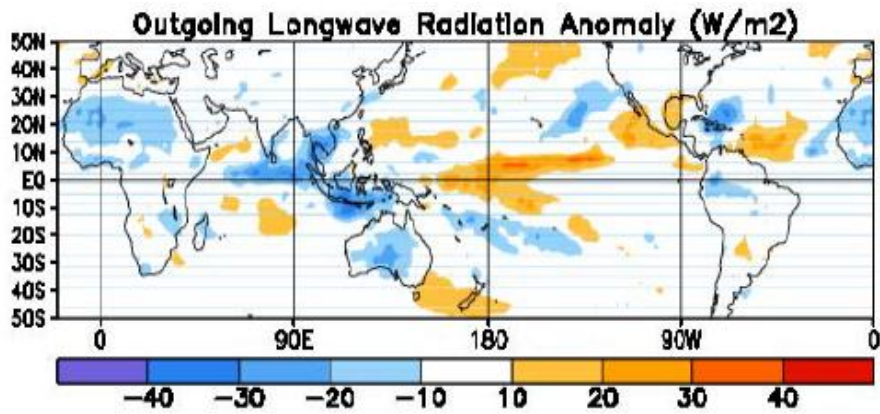 Outgoing Longwave Radiation Anomaly (W/m2)
50N
40N
30N
20N
10N
EQ
10S
20S
30S
40S
50S
0 90E 180 90W 0
−40 −30 −20 −10 10 20 30 40